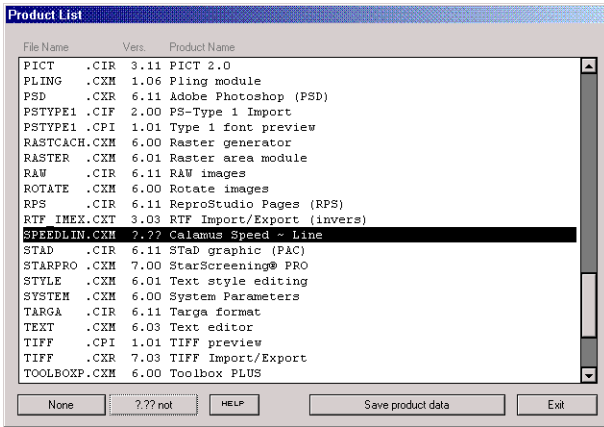 Product List
File Name Vers. Product Name
PICT .CIR 3.11 PICT 2.0
PLING .CXM 1.06 Pling module
PSD .CXR 6.11 Adobe Photoshop (PSD)
PSTYPE1 .CIF 2.00 PS-Type 1 Import
PSTYPE1 .CPI 1.01 Type 1 font preview
RASTCACH.CXM 6.00 Raster generator
RASTER .CXM 6.01 Raster area module
RAW .CIR 6.11 RAW images
ROTATE .CXM 6.00 Rotate images
RPS .CIR 6.11 ReproStudio Pages (RPS)
RTF_IMEX.CXT 3.03 RTF Import/Export (invers)
SPEEDLIN.CXM ?.?? Calamus Speed ~ Line
STAD .CIR 6.11 STaD graphic (PAC)
STARPRO .CXM 7.00 StarScreening® PRO
STYLE .CXM 6.01 Text style editing
SYSTEM .CXM 6.00 System Parameters
TARGA .CIR 6.11 Targa format
TEXT .CXM 6.03 Text editor
TIFF .CPI 1.01 TIFF preview
TIFF .CXR 7.03 TIFF Import/Export
TOOLBOXP.CXM 6.00 Toolbox PLUS
None ?.?? not HELP Save product data Exit